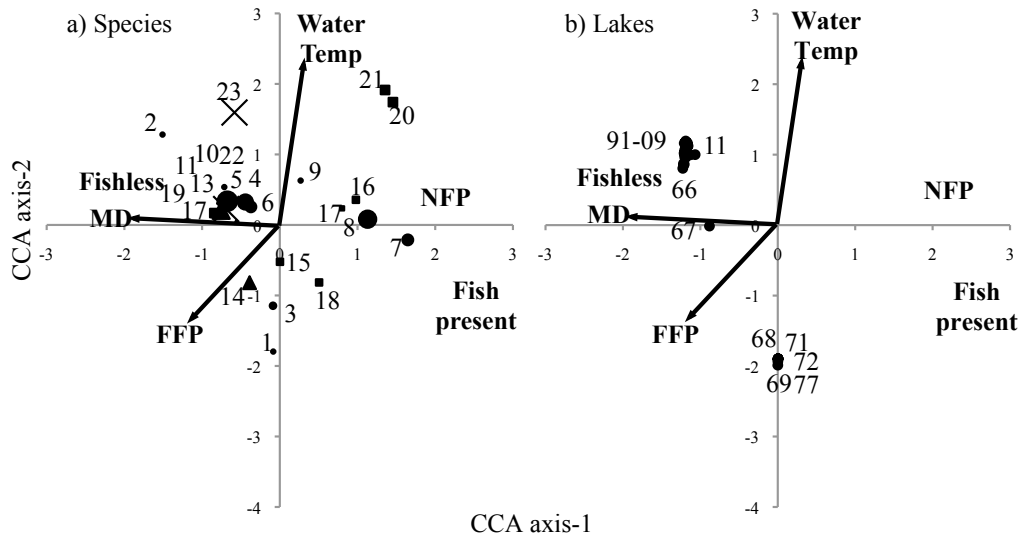 a) Species
3
Water
Temp
2
21
20
23
2
1
11
10 22
9
Fishless
13
5
4
16
NFP
19
6
17
17
MD
8
7
0
-3 -2 -1 0 1 2 3
15
14
-1
18
Fish
present
FFP
3
1
-2
-3
-4
CCA axis-2
b) Lakes
3
Water
Temp
2
91-09
1
11
Fishless
66
NFP
MD
67
0
-3 -2 -1 0 1 2 3
-1
Fish
present
FFP
68 71
72
-2
69 77
-3
-4
CCA axis-1